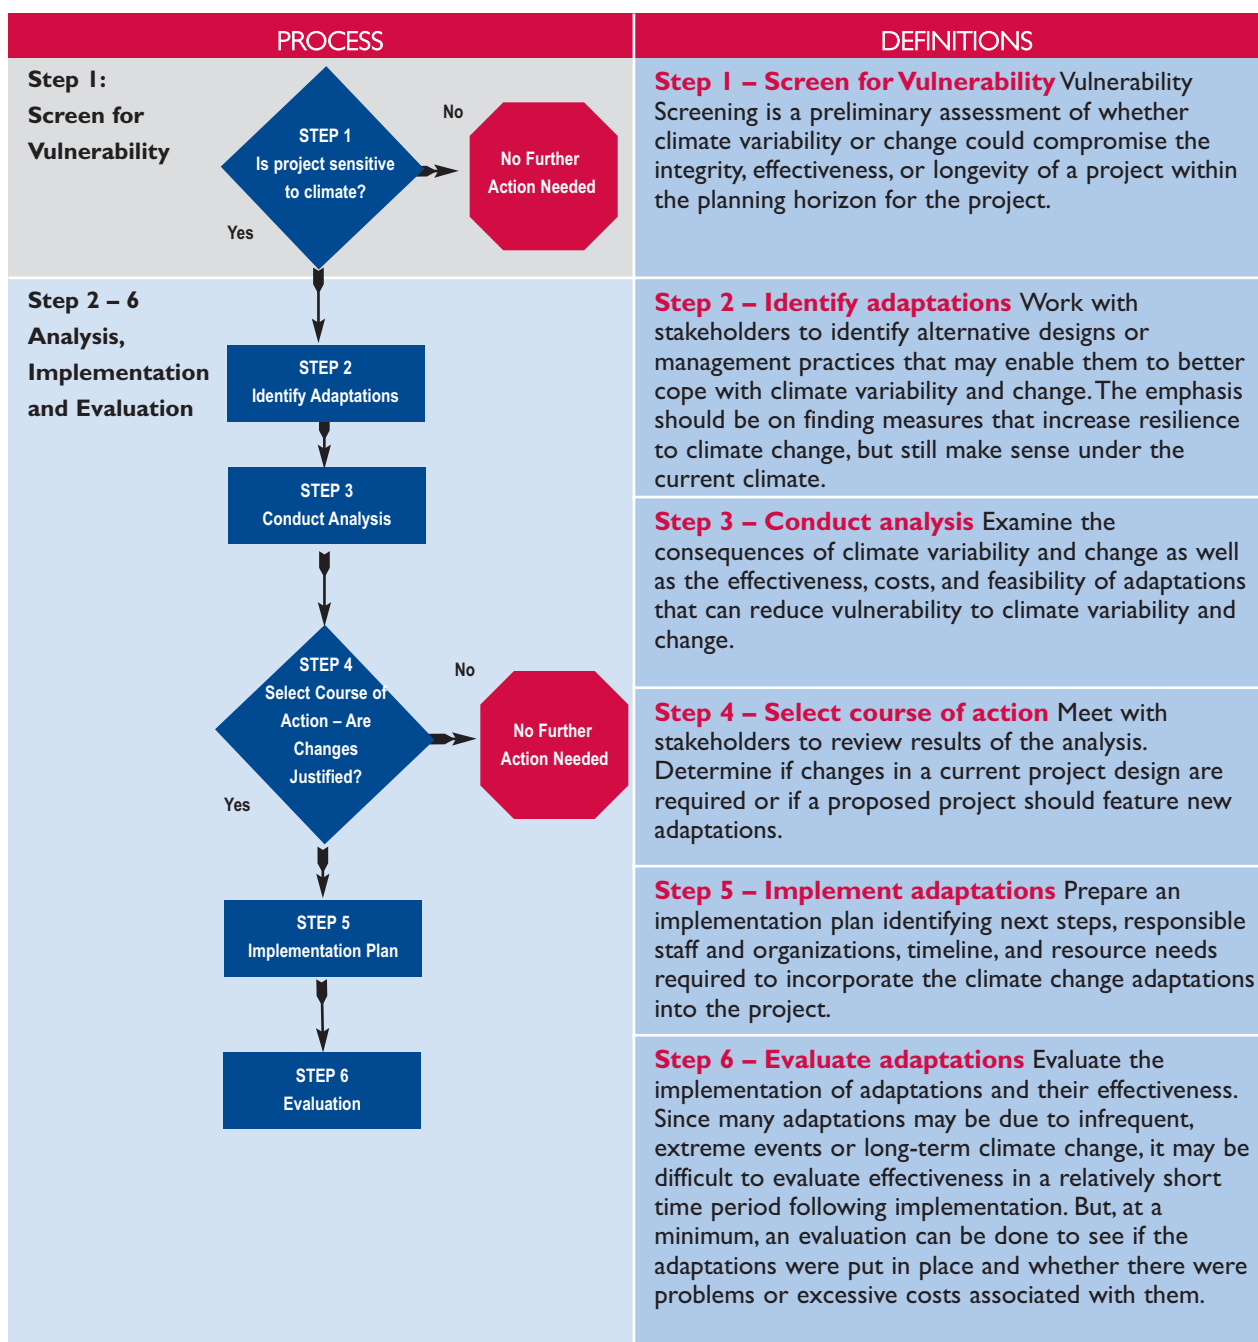 PROCESS
DEFINITIONS
Step 1:
Screen for
Vulnerability
STEP 1
Is project sensitive
to climate?
No
No Further
Action Needed
Yes
Step 1 – Screen for Vulnerability Vulnerability
Screening is a preliminary assessment of whether
climate variability or change could compromise the
integrity, effectiveness, or longevity of a project within
the planning horizon for the project.
Step 2 – 6
Analysis,
Implementation
and Evaluation
STEP 2
Identify Adaptations
Step 2 – Identify adaptations Work with
stakeholders to identify alternative designs or
management practices that may enable them to better
cope with climate variability and change. The emphasis
should be on finding measures that increase resilience
to climate change, but still make sense under the
current climate.
STEP 3
Conduct Analysis
Step 3 – Conduct analysis Examine the
consequences of climate variability and change as well
as the effectiveness, costs, and feasibility of adaptations
that can reduce vulnerability to climate variability and
change.
STEP 4
Select Course of
Action – Are
Changes
Justified?
No
No Further
Action Needed
Yes
Step 4 – Select course of action Meet with
stakeholders to review results of the analysis.
Determine if changes in a current project design are
required or if a proposed project should feature new
adaptations.
STEP 5
Implementation Plan
Step 5 – Implement adaptations Prepare an
implementation plan identifying next steps, responsible
staff and organizations, timeline, and resource needs
required to incorporate the climate change adaptations
into the project.
STEP 6
Evaluation
Step 6 – Evaluate adaptations Evaluate the
implementation of adaptations and their effectiveness.
Since many adaptations may be due to infrequent,
extreme events or long-term climate change, it may be
difficult to evaluate effectiveness in a relatively short
time period following implementation. But, at a
minimum, an evaluation can be done to see if the
adaptations were put in place and whether there were
problems or excessive costs associated with them.